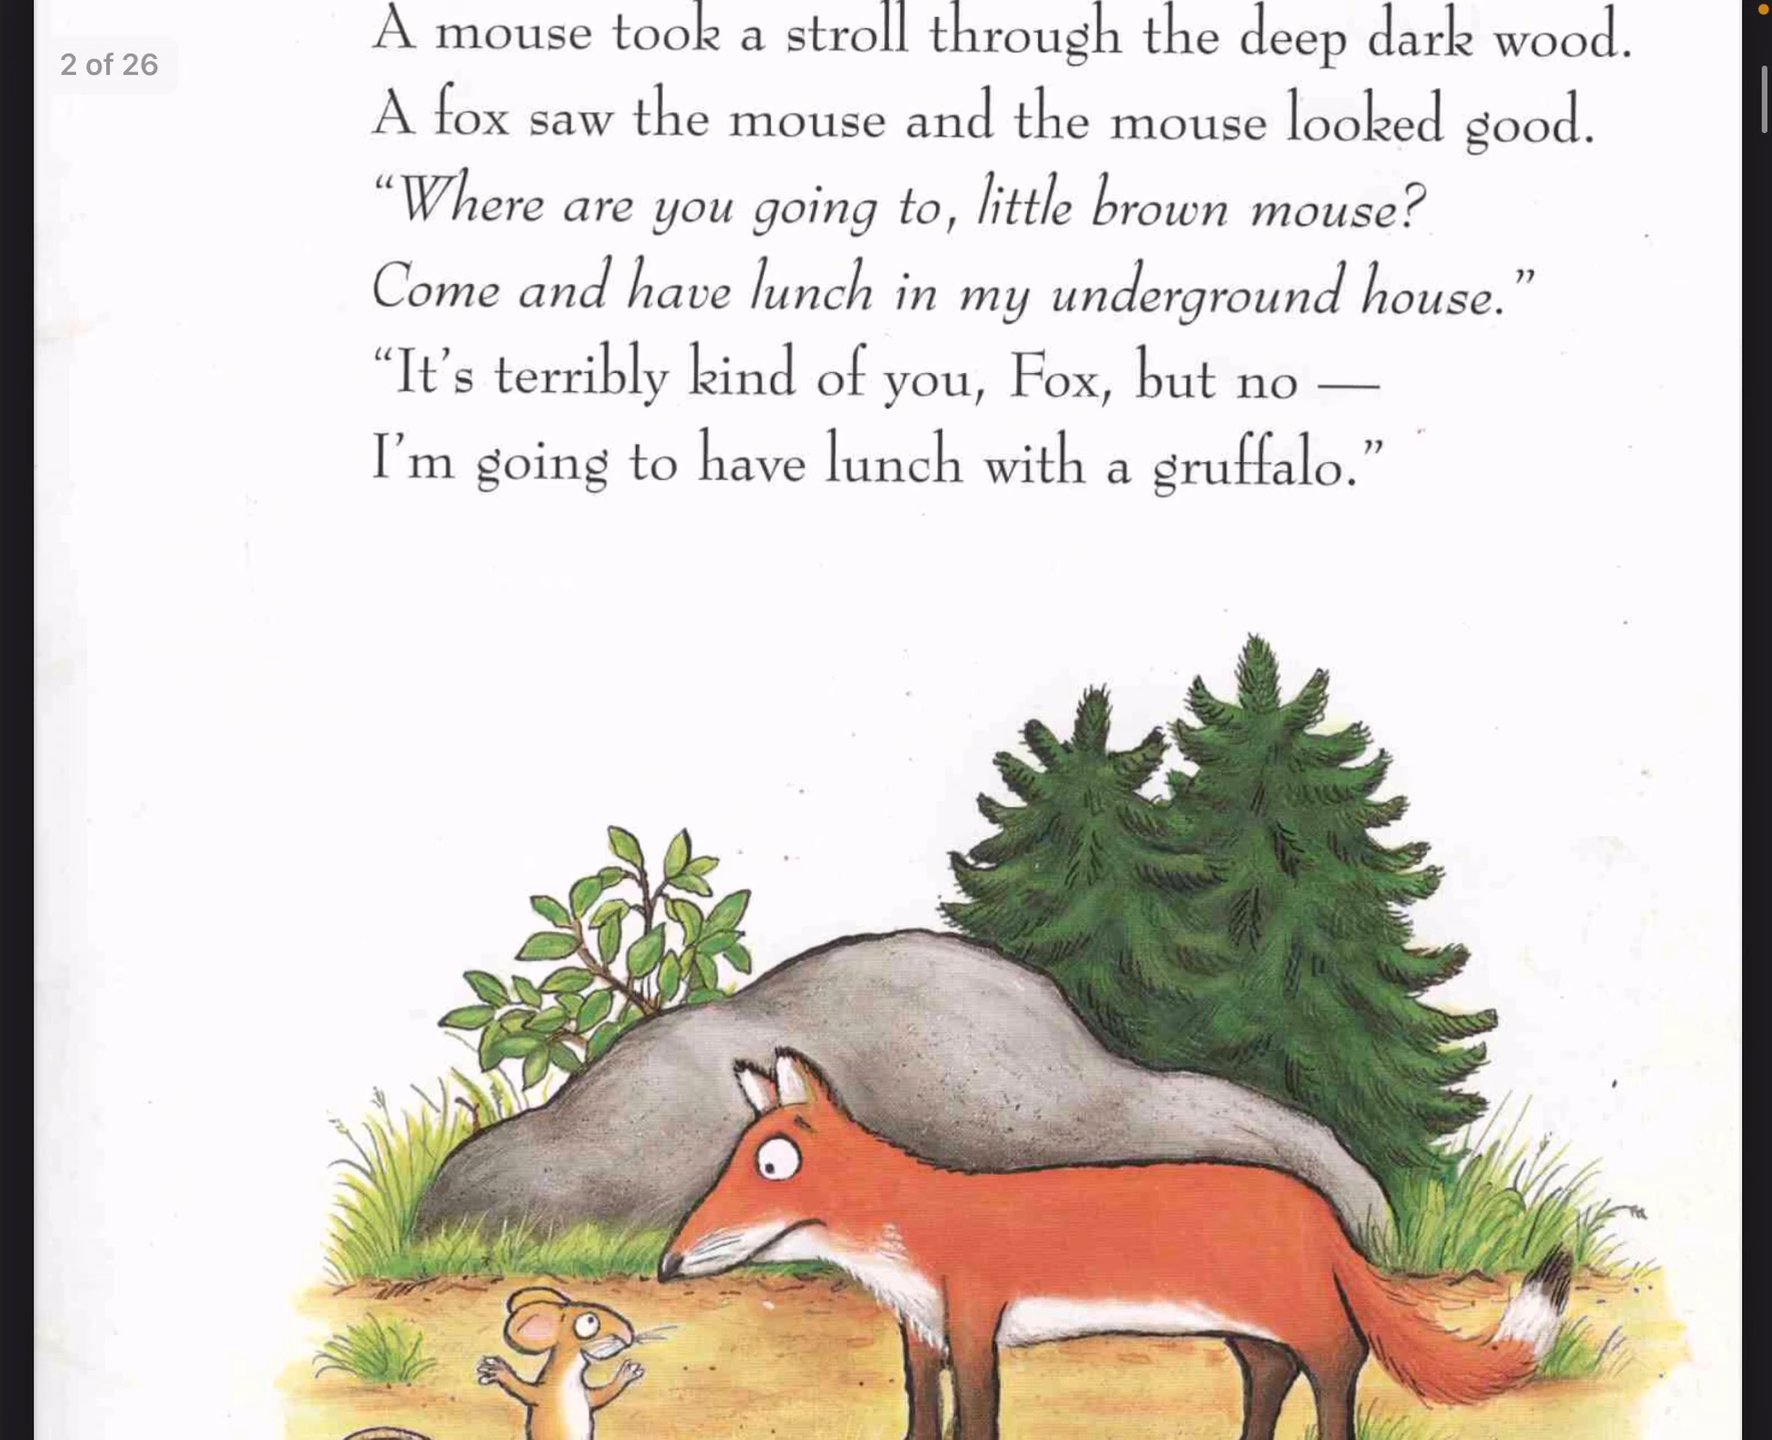 2 of 26
A mouse took a stroll through the deep dark wood.
A fox saw the mouse and the mouse looked good.
“Where are you going to, little brown mouse?
Come and have lunch in my underground house.”
“It’s terribly kind of you, Fox, but no —
I’m going to have lunch with a gruffalo.”